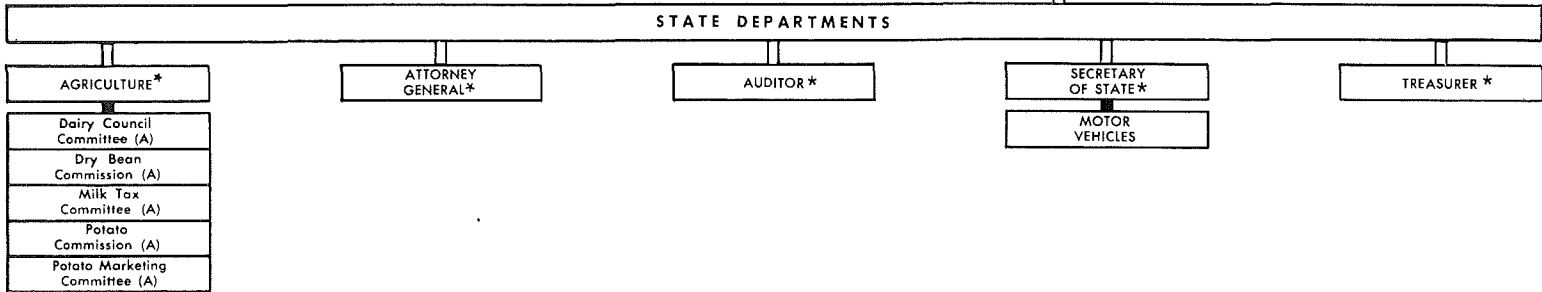 STATE DEPARTMENTS
AGRICULTURE*
ATTORNEY
GENERAL*
AUDITOR*
SECRETARY
OF STATE*
TREASURER*
Dairy Council
Committee (A)
Dry Bean
Commission (A)
Milk Tax
Committee (A)
Potato
Commission (A)
Potato Marketing
Committee (A)
MOTOR
VEHICLES